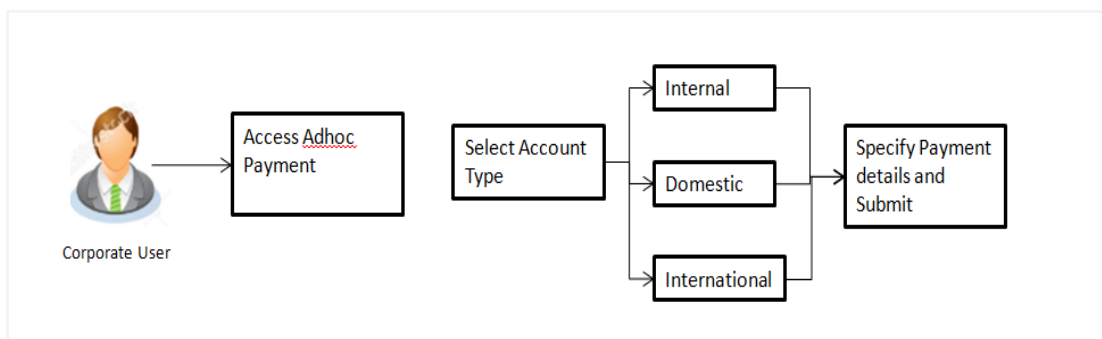 Corporate User
Access Adhoc
Payment
Select Account
Type
Internal
Domestic
International
Specify Payment
details and
Submit